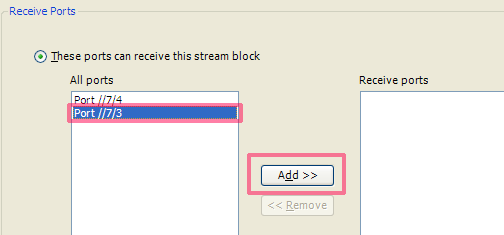 Receive Ports
These ports can receive this stream block
All ports
Receive ports
Port //7/4
Port //7/3
Add >>
<< Remove